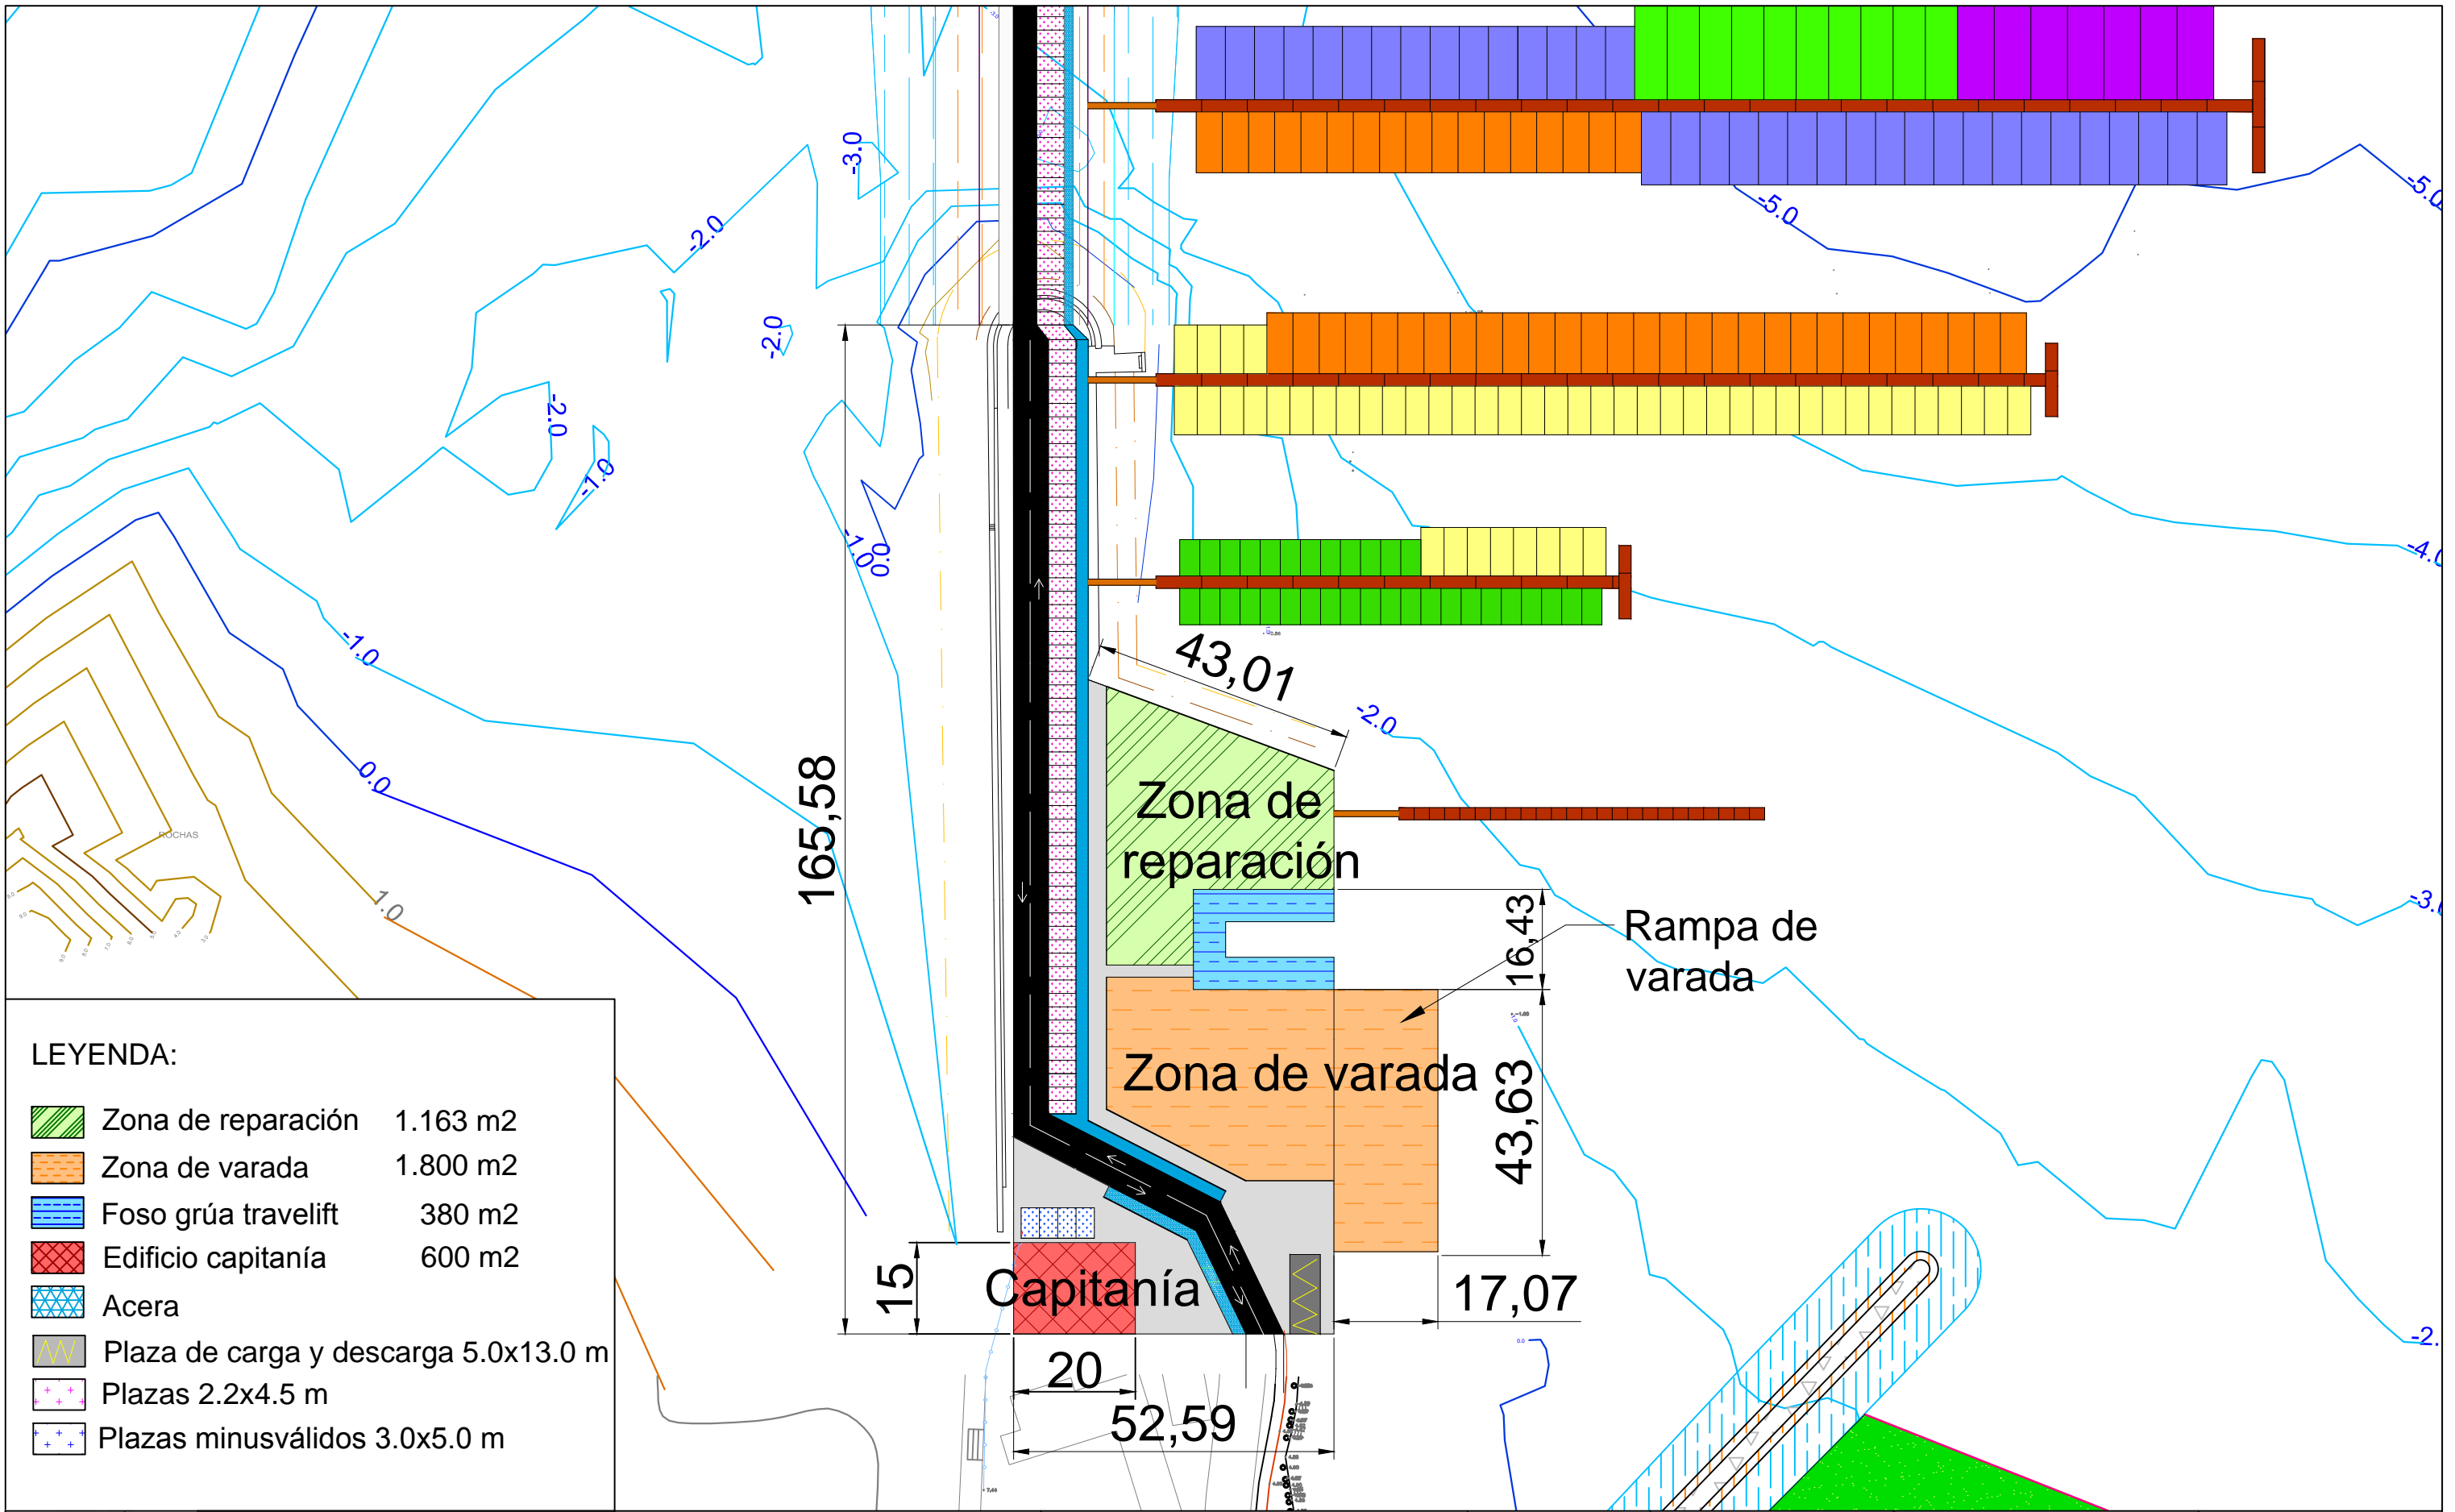 -3.0
-2.0
-5.0
-5.0
-2.0
-2.0
-1.0
-1.0
0.0
-4.0
43,01
-1.0
-2.0
0.0
165,58
Zona de
reparación
ROCHAS
1.0
16,43
Rampa de
varada
Zona de varada
43,63
15
Capitanía
17,07
20
52,59
LEYENDA:
Zona de reparación 1.163 m2
Zona de varada 1.800 m2
Foso grúa travelift 380 m2
Edificio capitanía 600 m2
Acera
Plaza de carga y descarga 5.0x13.0 m
Plazas 2.2x4.5 m
Plazas minusválidos 3.0x5.0 m